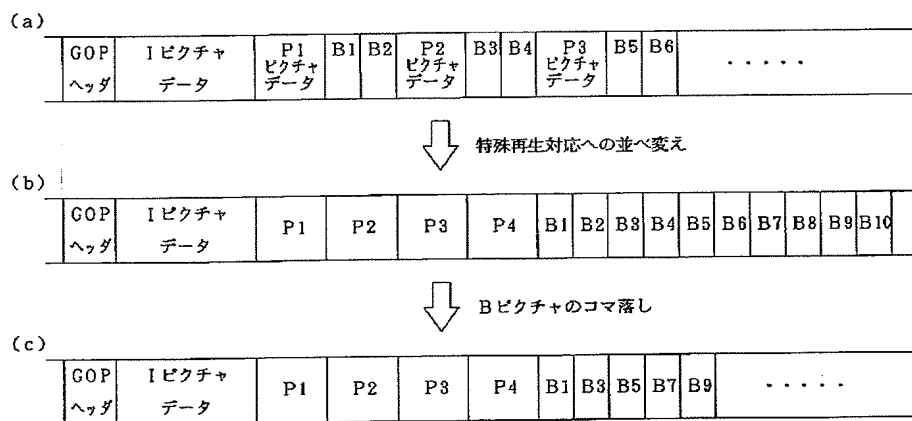 (a)
GOP ヘッダ Iピクチャ データ P1 ピクチャ データ B1 B2 P2 ピクチャ データ B3 B4 P3 ピクチャ データ B5 B6 ・・・・・
特殊再生対応への並べ変え
(b)
GOP ヘッダ Iピクチャ データ P1 P2 P3 P4 B1 B2 B3 B4 B5 B6 B7 B8 B9 B10
Bピクチャのコマ落し
(c)
GOP ヘッダ Iピクチャ データ P1 P2 P3 P4 B1 B3 B5 B7 B9 ・・・・・